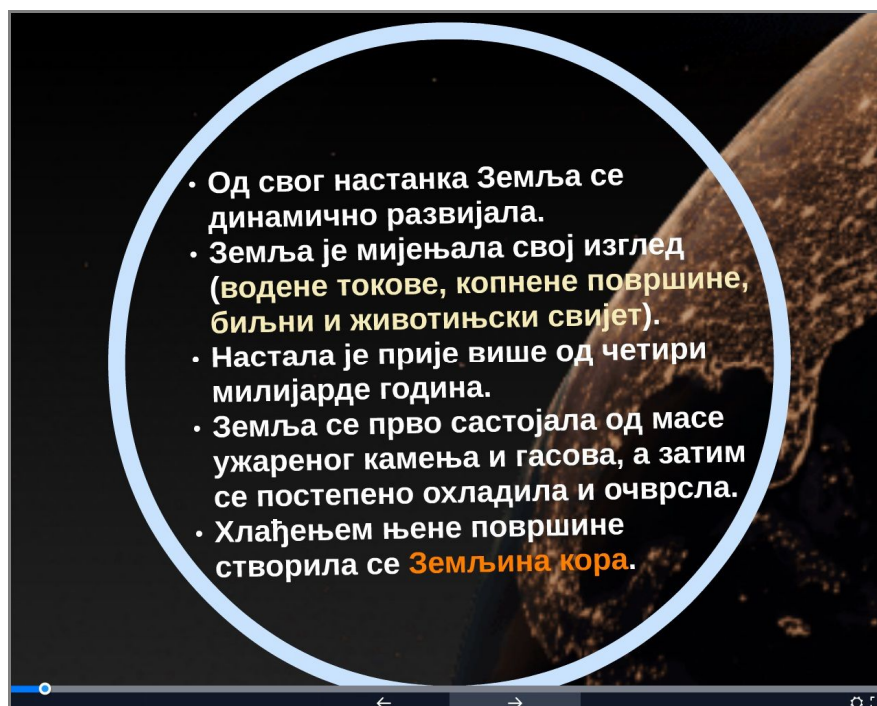 • Од свог настанка Земља се
динамично развијала.
• Земља је мијењала свој изглед
(водене токове, копнене површине,
биљни и животињски свијет).
• Настала је прије више од четири
милијарде година.
• Земља се прво састојала од масе
ужареног камења и гасова, а затим
се постепено охладила и очврсла.
• Хлађењем њене површине
створила се Земљина кора.